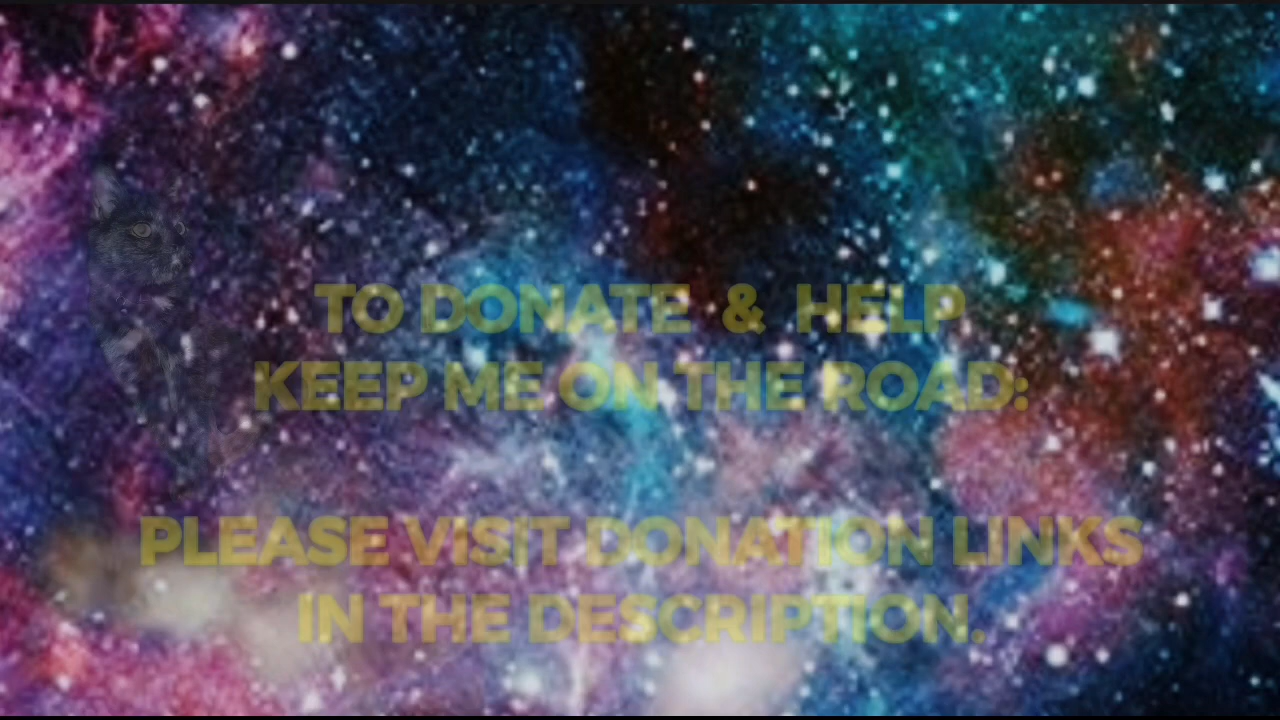 TO DONATE & HELP
KEEP ME ON THE ROAD:
PLEASE VISIT DONATION LINKS
IN THE DESCRIPTION.